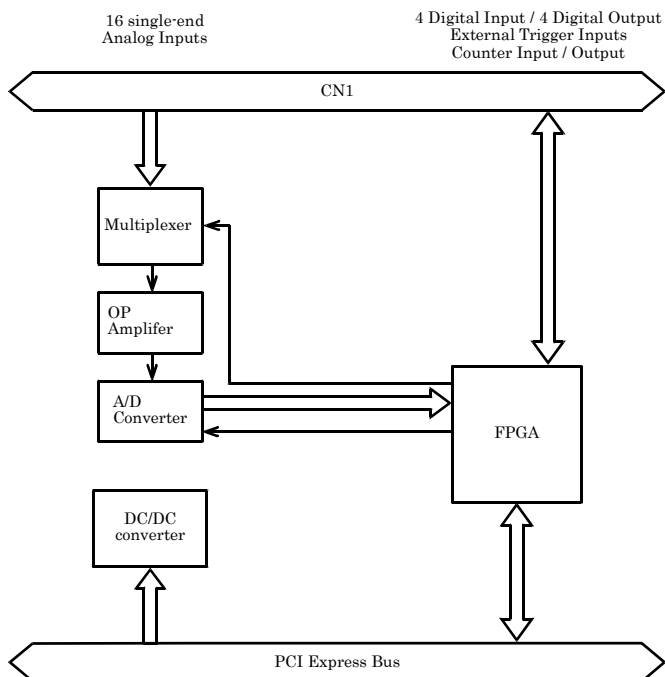 16 single-end
Analog Inputs
4 Digital Input / 4 Digital Output
External Trigger Inputs
Counter Input / Output
CN1
Multiplexer
OP
Amplifer
A/D
Converter
FPGA
DC/DC
converter
PCI Express Bus